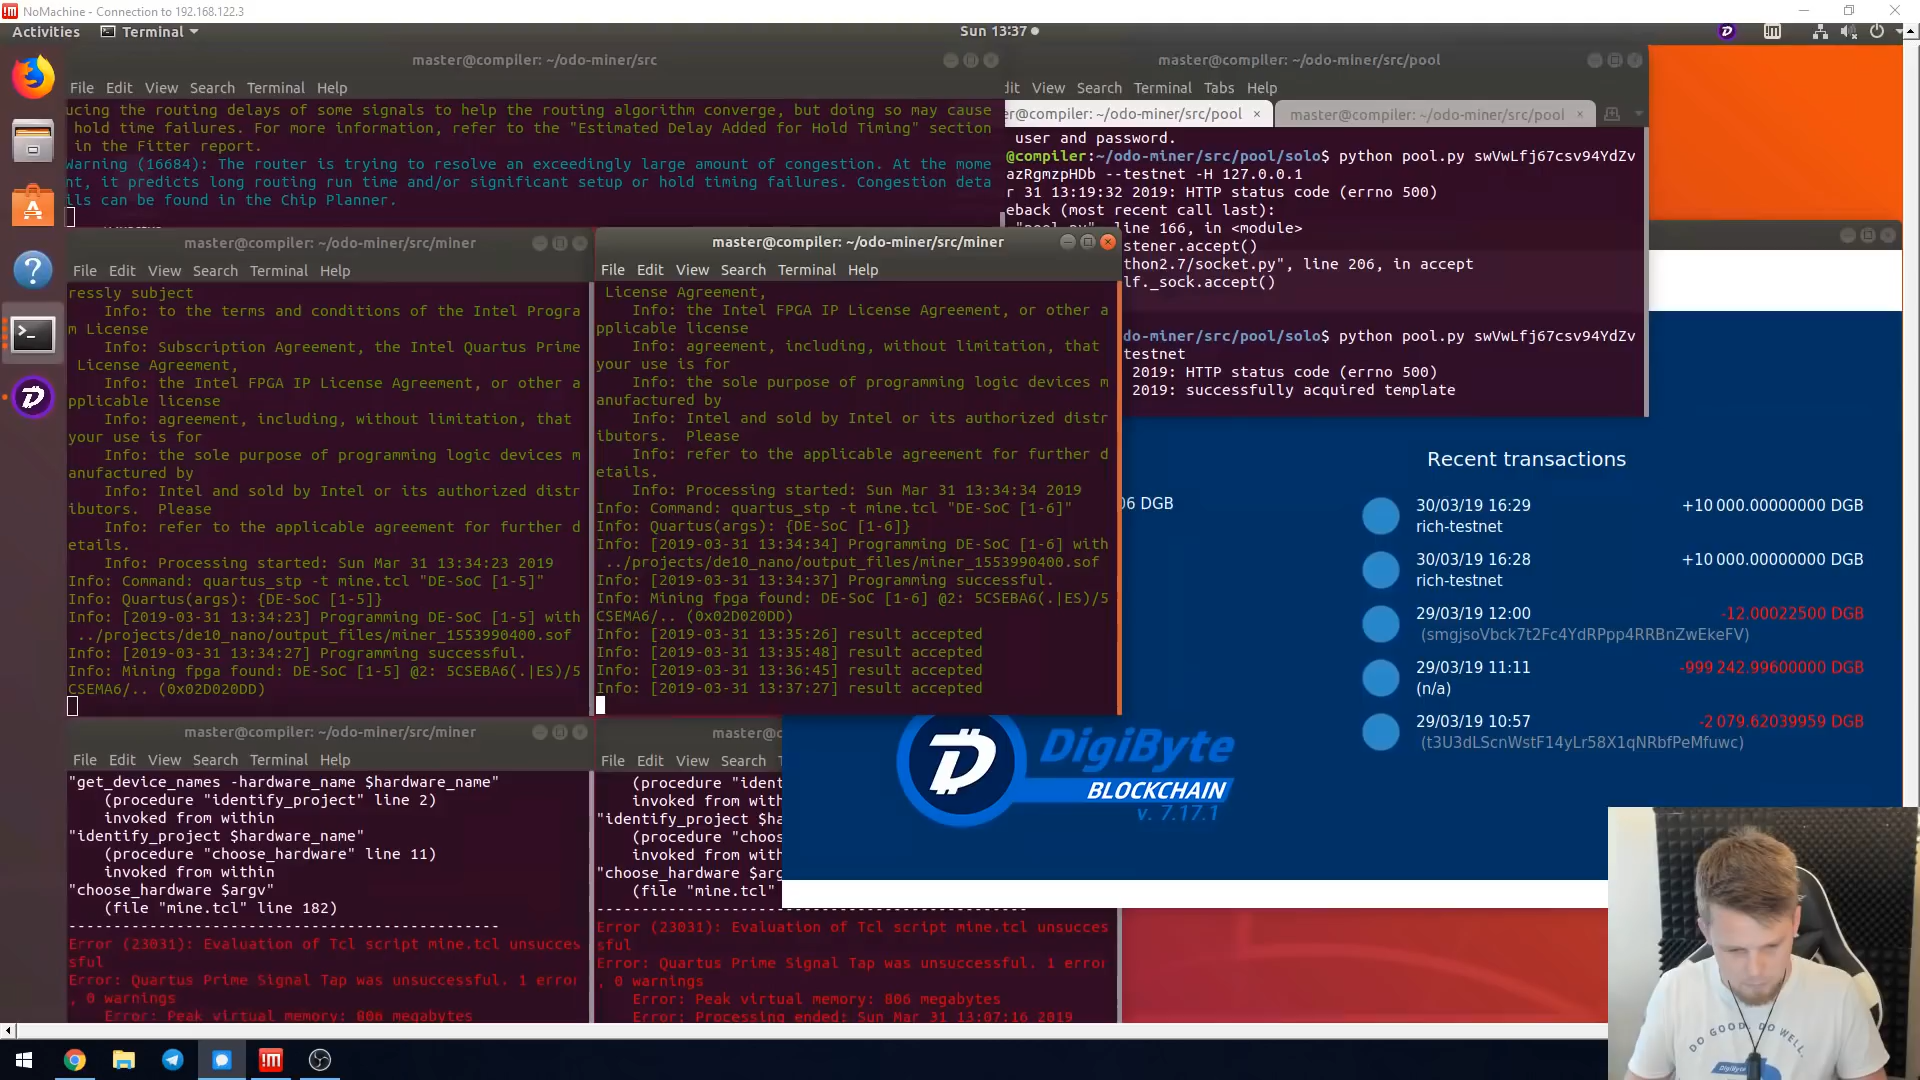 NoMachine - Connection to 192.168.122.3
Activities
Terminal
Sun 13:37
master@compiler: ~/odo-miner/src
File Edit View Search Terminal Help
ucing the routing delays of some signals to help the routing algorithm converge, but doing so may cause
hold time failures. For more information, refer to the "Estimated Delay Added for Hold Timing" section
in the Fitter report.
Warning (16684): The router is trying to resolve an exceedingly large amount of congestion. At the mome
nt, it predicts long routing run time and/or significant setup or hold timing failures. Congestion deta
ils can be found in the Chip Planner.
master@compiler: ~/odo-miner/src/pool
dit View Search Terminal Tabs Help
er@compiler: ~/odo-miner/src/pool ×
master@compiler: ~/odo-miner/src/pool ×
user and password.
@compiler:~/odo-miner/src/pool/solo$ python pool.py swVwLfj67csv94YdZv
azRgmzpHDb --testnet -H 127.0.0.1
r 31 13:19:32 2019: HTTP status code (errno 500)
eback (most recent call last):
"pool.py", line 166, in <module>
stener.accept()
thon2.7/socket.py", line 206, in accept
lf._sock.accept()
odo-miner/src/pool/solo$ python pool.py swVwLfj67csv94YdZv
testnet
2019: HTTP status code (errno 500)
2019: successfully acquired template
master@compiler: ~/odo-miner/src/miner
File Edit View Search Terminal Help
ressly subject
Info: to the terms and conditions of the Intel Progra
m License
Info: Subscription Agreement, the Intel Quartus Prime
License Agreement,
Info: the Intel FPGA IP License Agreement, or other a
pplicable license
Info: agreement, including, without limitation, that
your use is for
Info: the sole purpose of programming logic devices m
anufactured by
Info: Intel and sold by Intel or its authorized distr
ibutors.  Please
Info: refer to the applicable agreement for further d
etails.
Info: Processing started: Sun Mar 31 13:34:23 2019
Info: Command: quartus_stp -t mine.tcl "DE-SoC [1-5]"
Info: Quartus(args): {DE-SoC [1-5]}
Info: [2019-03-31 13:34:23] Programming DE-SoC [1-5] with
../projects/de10_nano/output_files/miner_1553990400.sof
Info: [2019-03-31 13:34:27] Programming successful.
Info: Mining fpga found: DE-SoC [1-5] @2: 5CSEBA6(.|ES)/5
CSEMA6/.. (0x02D020DD)
master@compiler: ~/odo-miner/src/miner
File Edit View Search Terminal Help
License Agreement,
Info: the Intel FPGA IP License Agreement, or other a
pplicable license
Info: agreement, including, without limitation, that
your use is for
Info: the sole purpose of programming logic devices m
anufactured by
Info: Intel and sold by Intel or its authorized distr
ibutors.  Please
Info: refer to the applicable agreement for further d
etails.
Info: Processing started: Sun Mar 31 13:34:34 2019
Info: Command: quartus_stp -t mine.tcl "DE-SoC [1-6]"
Info: Quartus(args): {DE-SoC [1-6]}
Info: [2019-03-31 13:34:34] Programming DE-SoC [1-6] with
../projects/de10_nano/output_files/miner_1553990400.sof
Info: [2019-03-31 13:34:37] Programming successful.
Info: Mining fpga found: DE-SoC [1-6] @2: 5CSEBA6(.|ES)/5
CSEMA6/.. (0x02D020DD)
Info: [2019-03-31 13:35:26] result accepted
Info: [2019-03-31 13:35:48] result accepted
Info: [2019-03-31 13:36:45] result accepted
Info: [2019-03-31 13:37:27] result accepted
06 DGB
Recent transactions
30/03/19 16:29 +10 000.00000000 DGB
rich-testnet
30/03/19 16:28 +10 000.00000000 DGB
rich-testnet
29/03/19 12:00 -12.00022500 DGB
(smgjsoVbck7t2Fc4YdRPpp4RRBnZwEkeFV)
29/03/19 11:11 -999 242.99600000 DGB
(n/a)
29/03/19 10:57 -2 079.62039959 DGB
(t3U3dLScnWstF14yLr58X1qNRbfPeMfuwc)
DigiByte
BLOCKCHAIN
v. 7.17.1
master@compiler: ~/odo-miner/src/miner
File Edit View Search Terminal Help
"get_device_names -hardware_name $hardware_name"
(procedure "identify_project" line 2)
invoked from within
"identify_project $hardware_name"
(procedure "choose_hardware" line 11)
invoked from within
"choose_hardware $argv"
(file "mine.tcl" line 182)
------------------------------------------------
Error (23031): Evaluation of Tcl script mine.tcl unsucces
sful
Error: Quartus Prime Signal Tap was unsuccessful. 1 error
, 0 warnings
Error: Peak virtual memory: 806 megabytes
master@
File Edit View Search T
(procedure "ident
invoked from with
"identify_project $ha
(procedure "choos
invoked from with
"choose_hardware $arg
(file "mine.tcl"
------------------------------------------------
Error (23031): Evaluation of Tcl script mine.tcl unsucces
sful
Error: Quartus Prime Signal Tap was unsuccessful. 1 error
, 0 warnings
Error: Peak virtual memory: 806 megabytes
Error: Processing ended: Sun Mar 31 13:07:16 2019
DO GOOD. DO WELL.
DigiByte